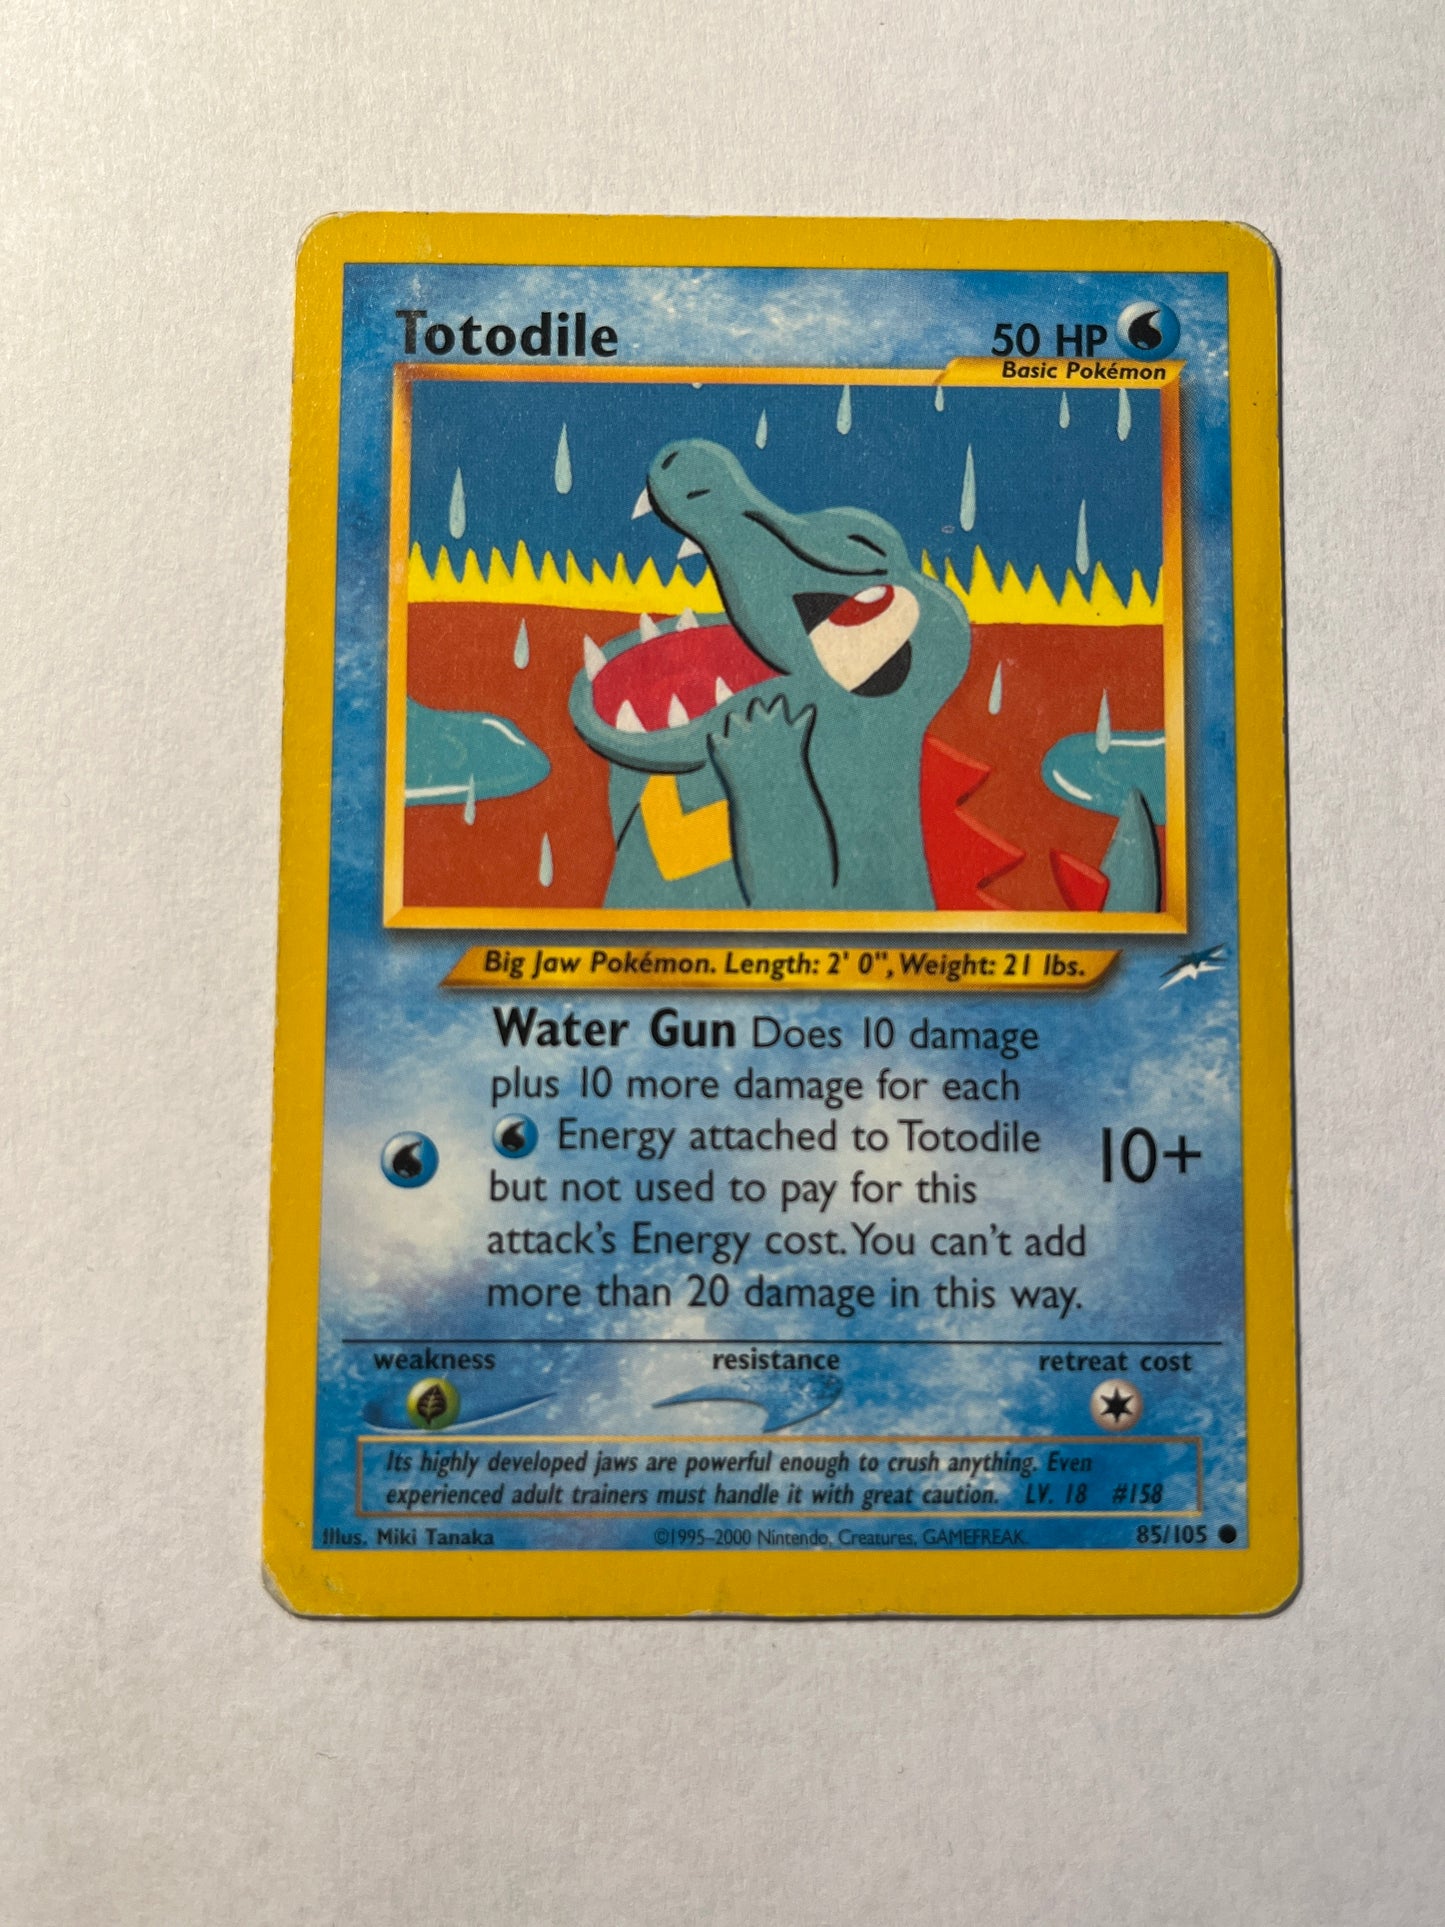 Totodile
50 HP
Basic Pokémon
Big Jaw Pokémon. Length: 2' 0", Weight: 21 lbs.
Water Gun Does 10 damage
plus 10 more damage for each
Energy attached to Totodile
but not used to pay for this
attack's Energy cost. You can't add
more than 20 damage in this way.
10+
weakness resistance retreat cost
Its highly developed jaws are powerful enough to crush anything. Even
experienced adult trainers must handle it with great caution. LV. 18 #158
Illus. Miki Tanaka ©1995-2000 Nintendo, Creatures, GAMEFREAK. 85/105